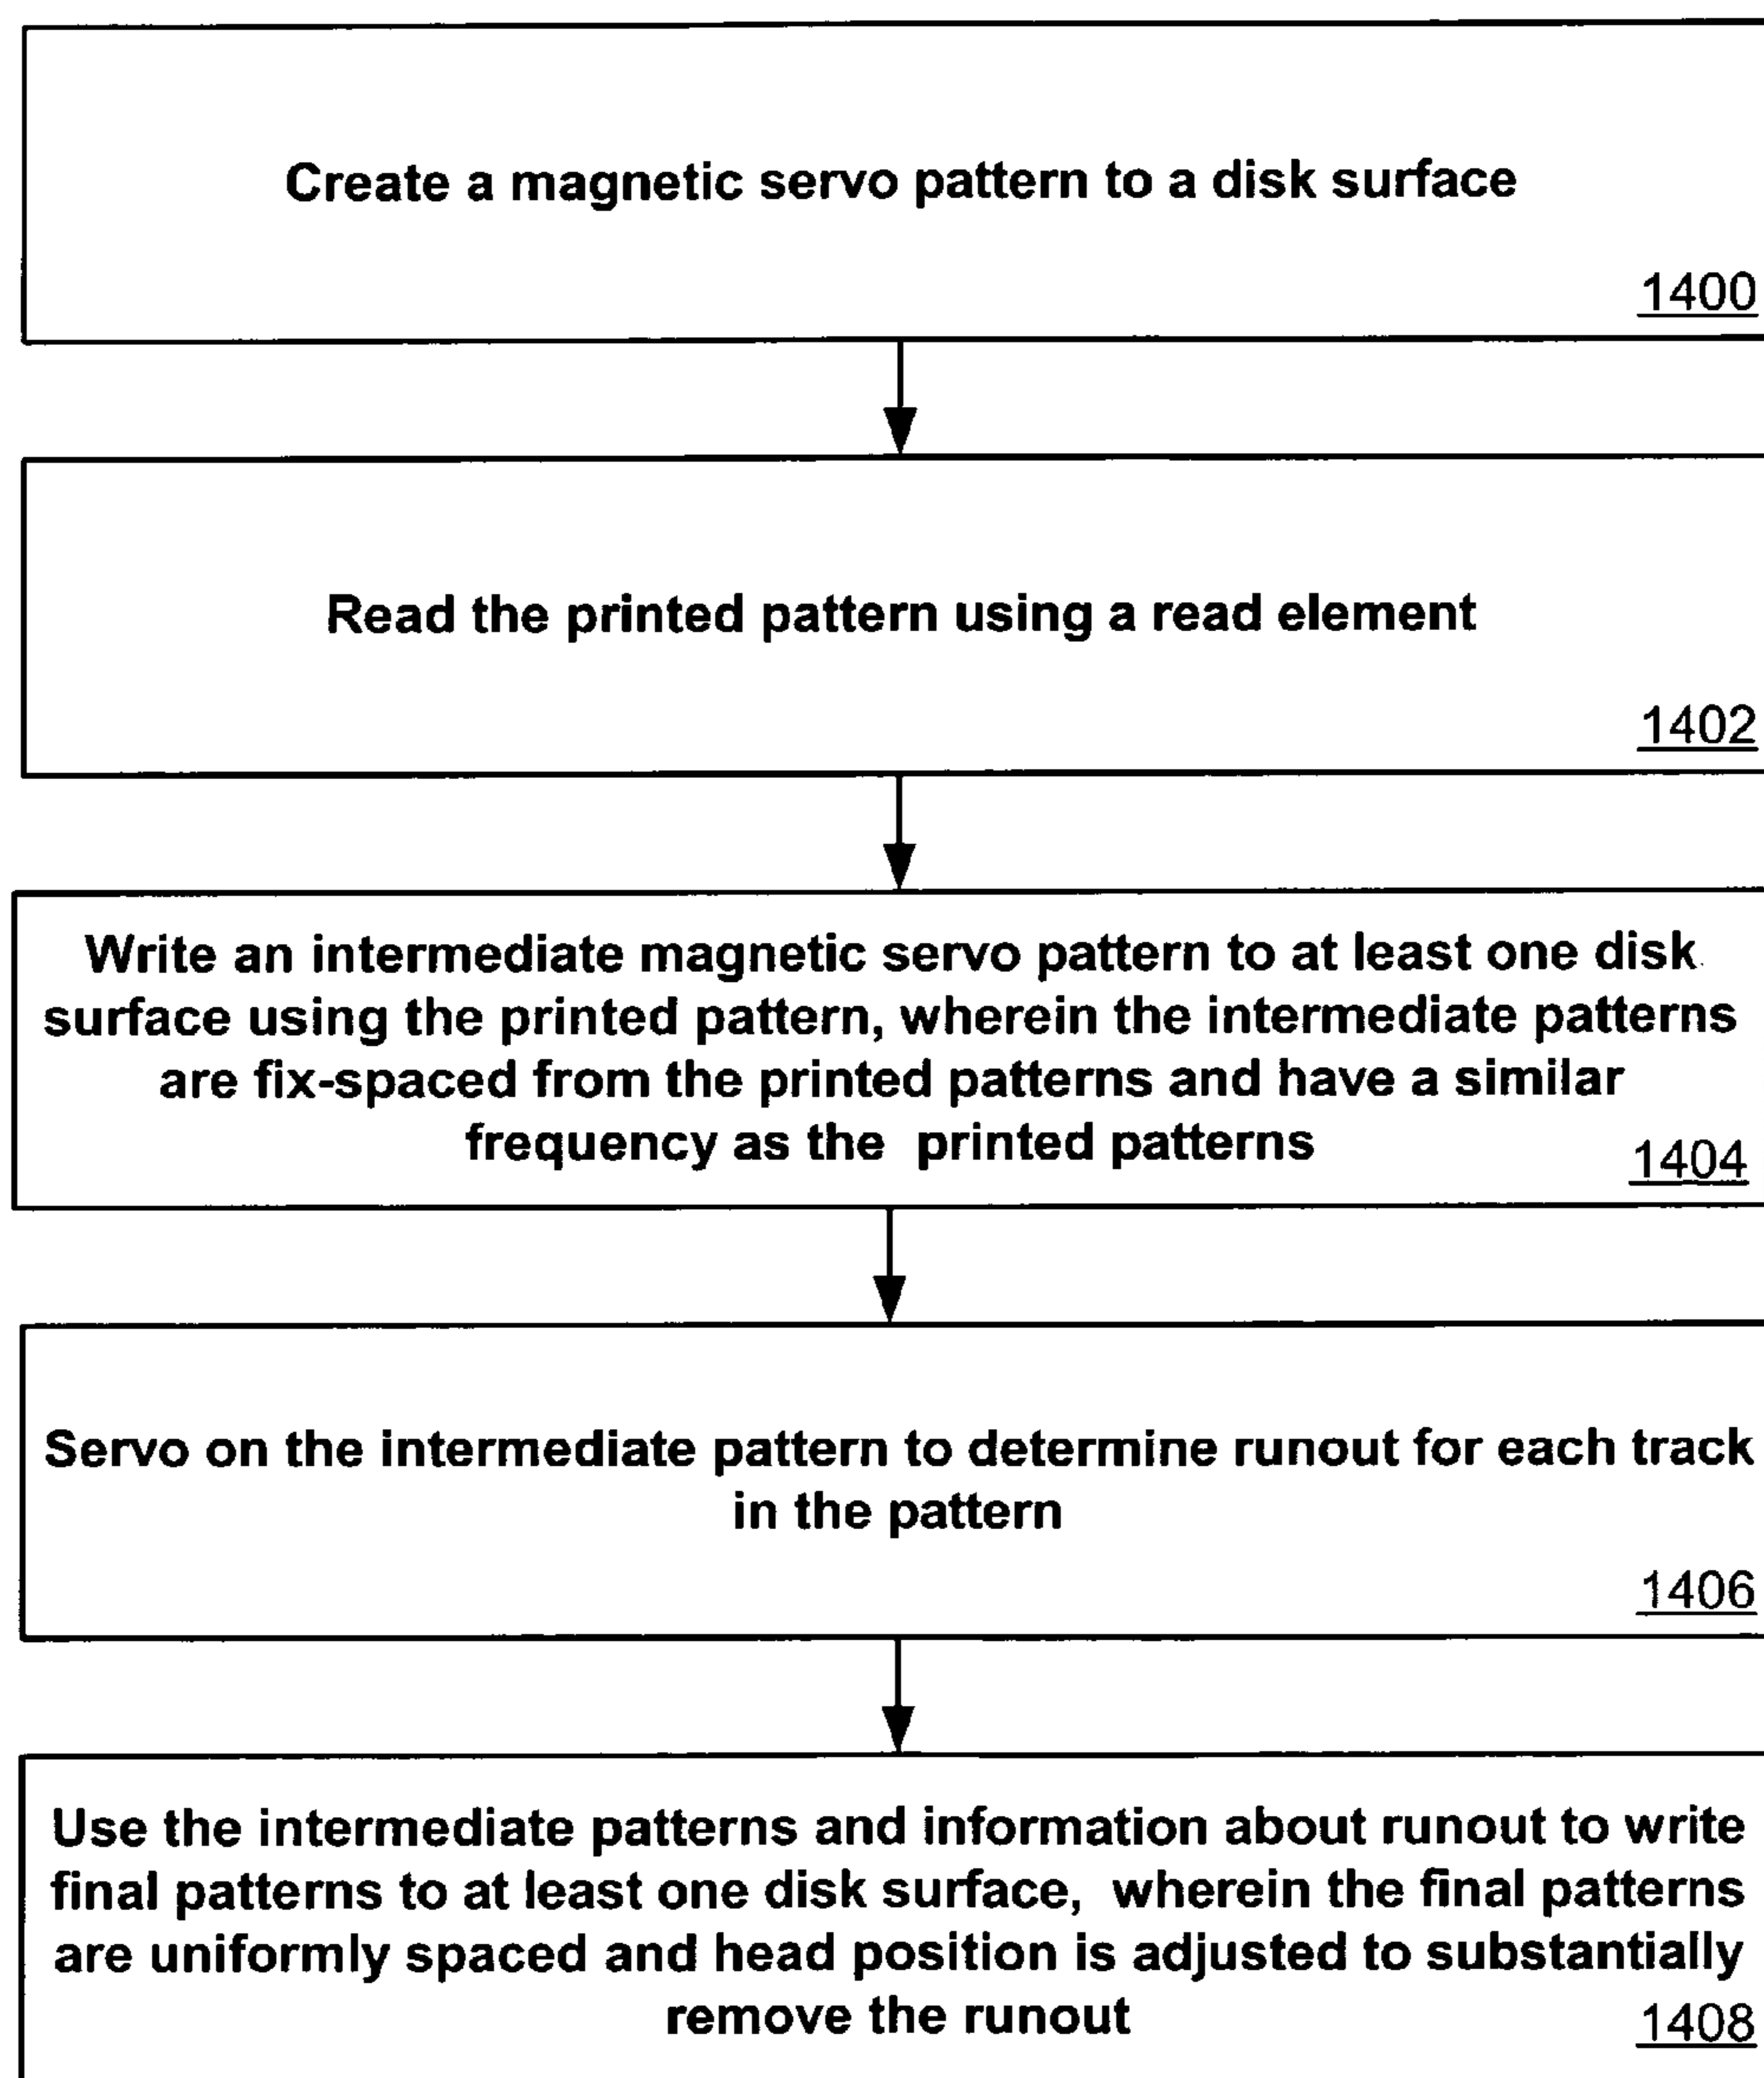 Create a magnetic servo pattern to a disk surface
1400
Read the printed pattern using a read element
1402
Write an intermediate magnetic servo pattern to at least one disk
surface using the printed pattern, wherein the intermediate patterns
are fix-spaced from the printed patterns and have a similar
frequency as the printed patterns
1404
Servo on the intermediate pattern to determine runout for each track
in the pattern
1406
Use the intermediate patterns and information about runout to write
final patterns to at least one disk surface, wherein the final patterns
are uniformly spaced and head position is adjusted to substantially
remove the runout
1408